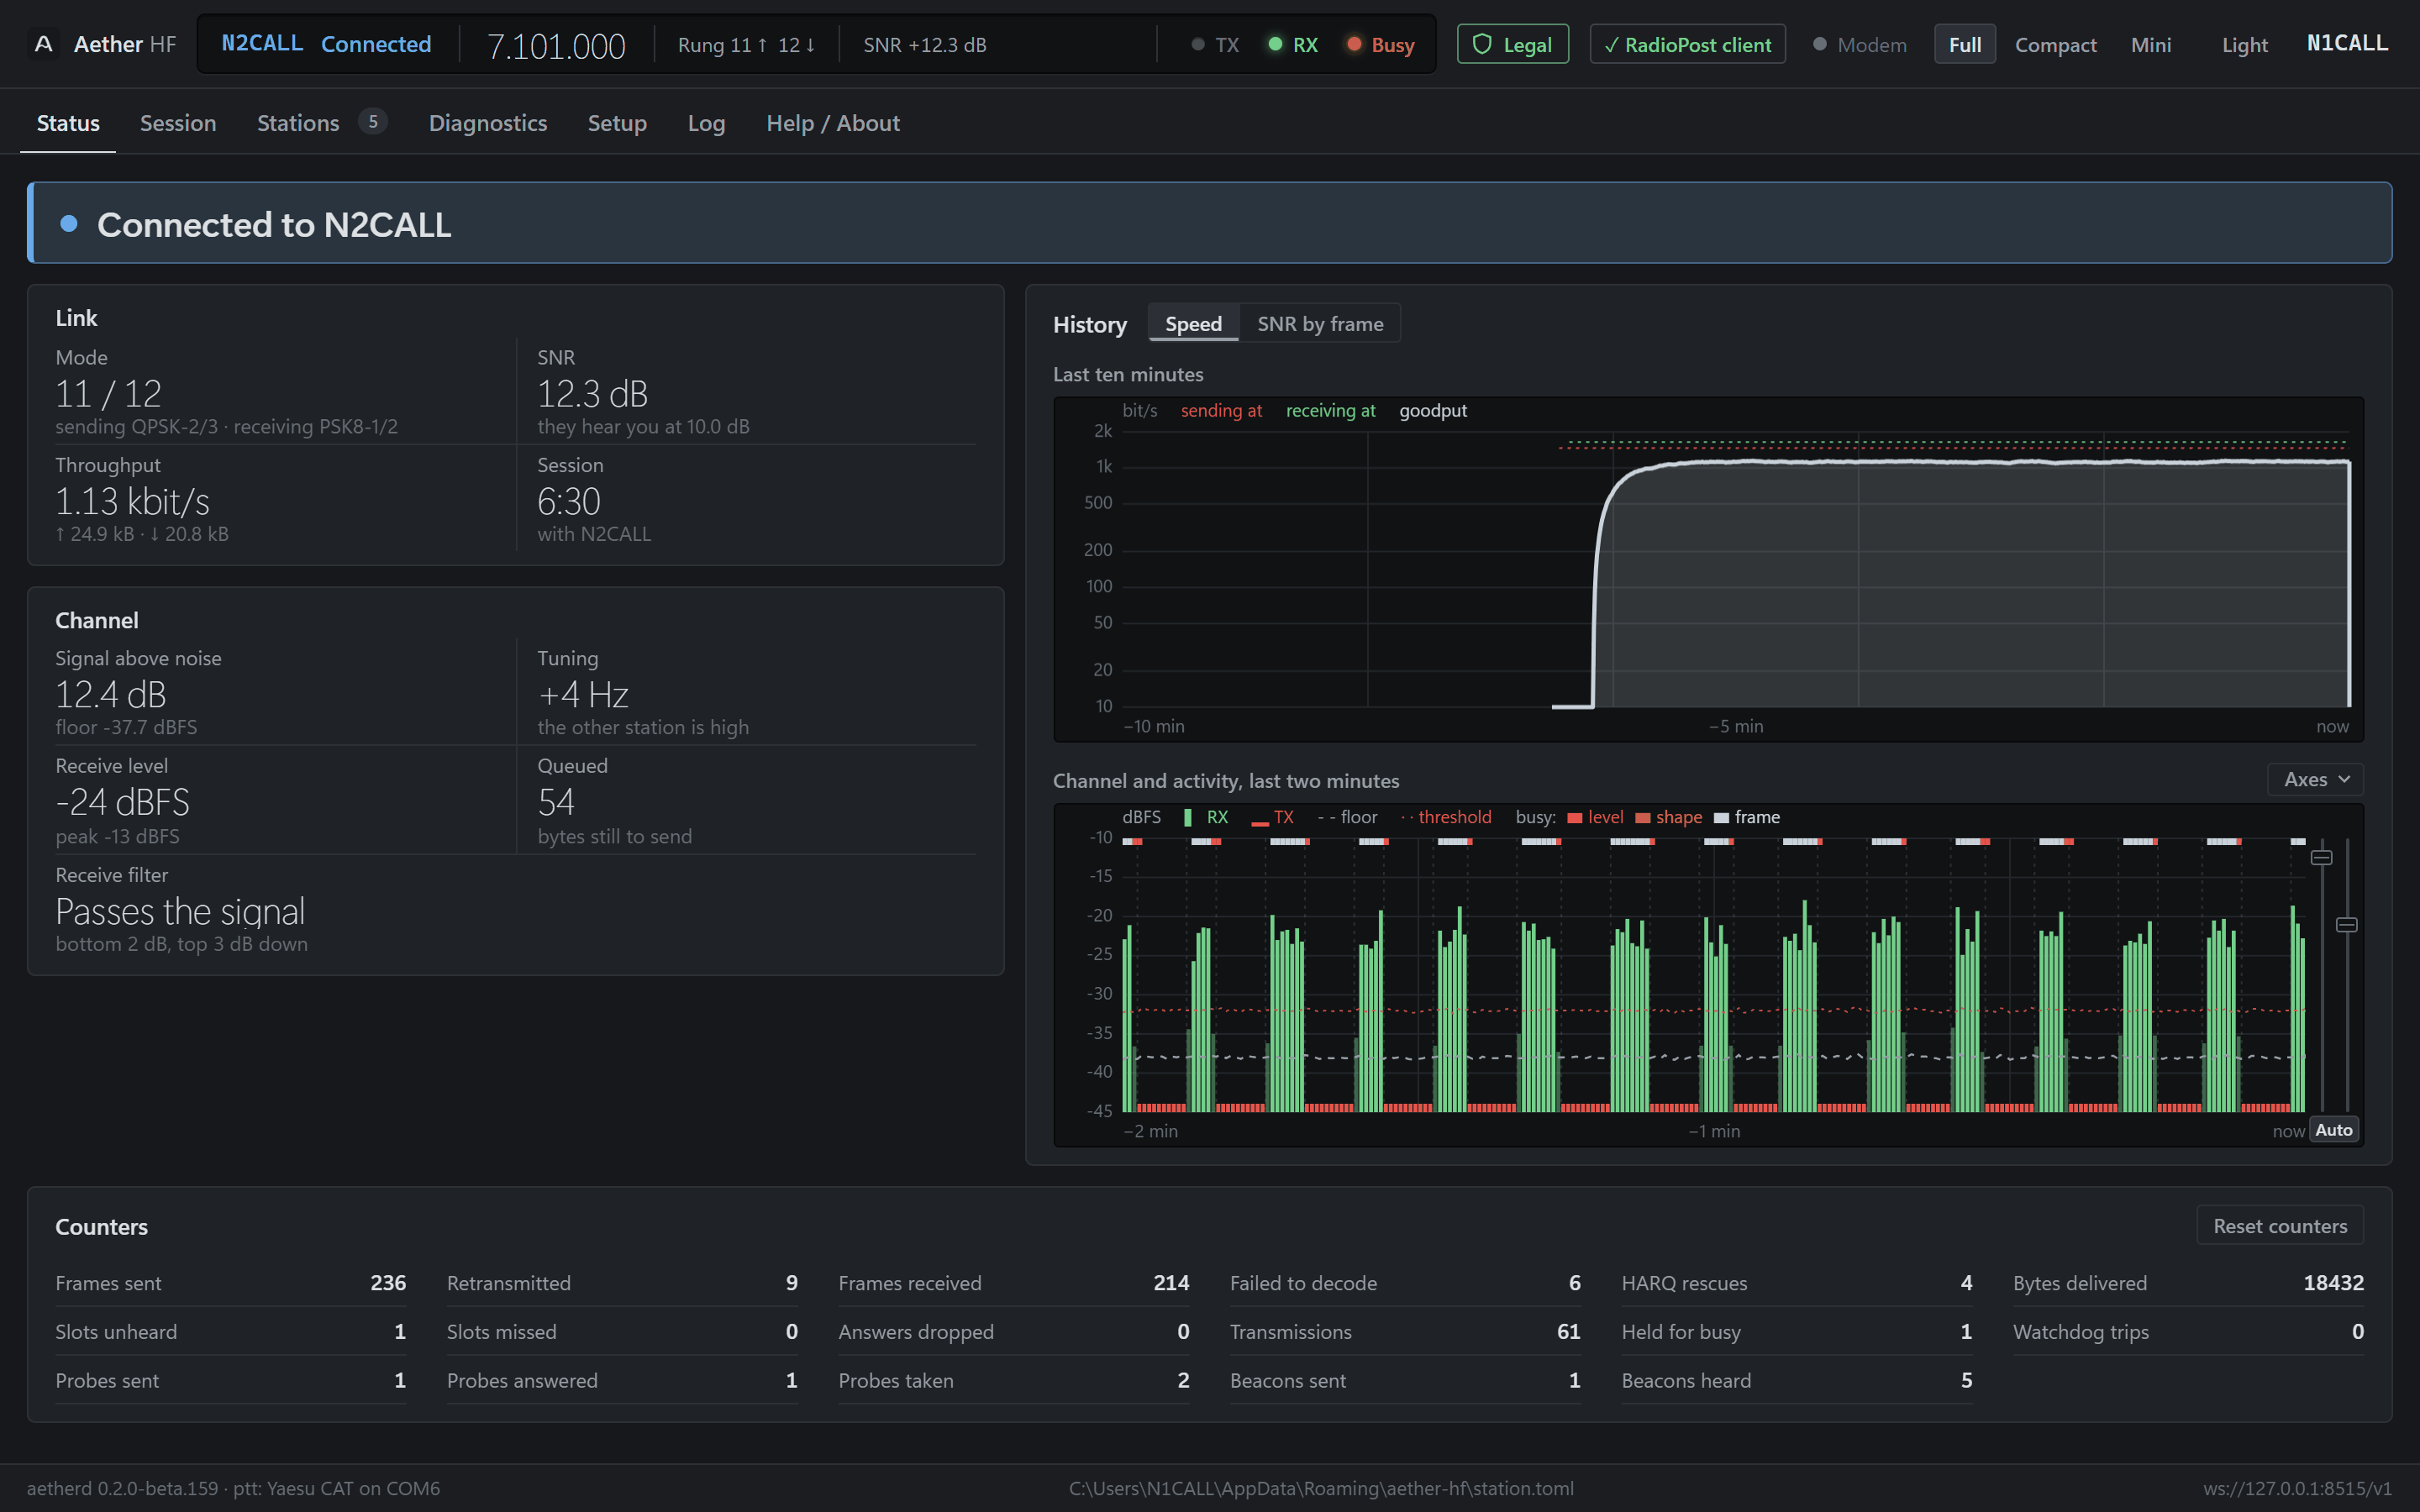 Aether HF N2CALL Connected 7.101.000 Rung 11 ↑ 12 ↓ SNR +12.3 dB TX RX Busy Legal ✓ RadioPost client Modem Full Compact Mini Light N1CALL
Status Session Stations 5 Diagnostics Setup Log Help / About
Connected to N2CALL
Link
Mode
11 / 12
sending QPSK-2/3 · receiving PSK8-1/2
SNR
12.3 dB
they hear you at 10.0 dB
Throughput
1.13 kbit/s
↑ 24.9 kB · ↓ 20.8 kB
Session
6:30
with N2CALL
Channel
Signal above noise
12.4 dB
floor -37.7 dBFS
Tuning
+4 Hz
the other station is high
Receive level
-24 dBFS
peak -13 dBFS
Queued
54
bytes still to send
Receive filter
Passes the signal
bottom 2 dB, top 3 dB down
History Speed SNR by frame
Last ten minutes
bit/s sending at receiving at goodput
2k
1k
500
200
100
50
20
10
−10 min −5 min now
Channel and activity, last two minutes Axes
dBFS RX TX - - floor · · threshold busy: level shape frame
-10
-15
-20
-25
-30
-35
-40
-45
−2 min −1 min now Auto
Counters Reset counters
Frames sent 236 Retransmitted 9 Frames received 214 Failed to decode 6 HARQ rescues 4 Bytes delivered 18432
Slots unheard 1 Slots missed 0 Answers dropped 0 Transmissions 61 Held for busy 1 Watchdog trips 0
Probes sent 1 Probes answered 1 Probes taken 2 Beacons sent 1 Beacons heard 5
aetherd 0.2.0-beta.159 · ptt: Yaesu CAT on COM6 C:\Users\N1CALL\AppData\Roaming\aether-hf\station.toml ws://127.0.0.1:8515/v1